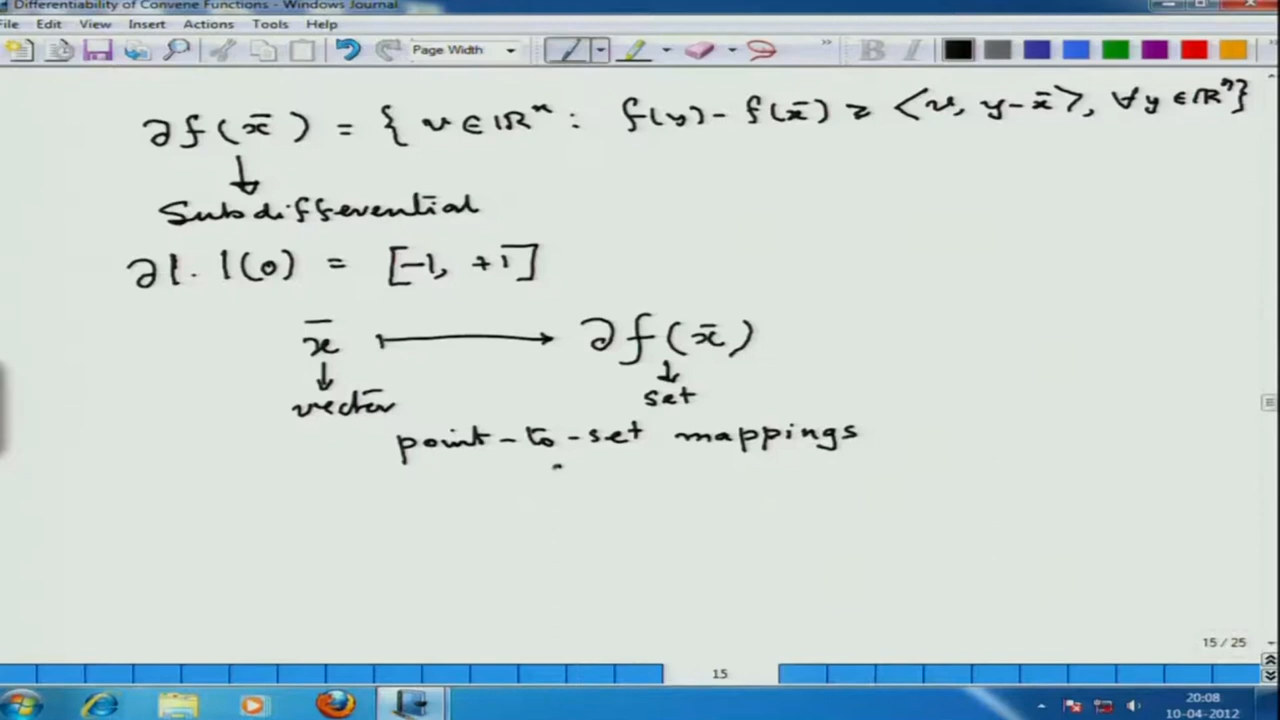 Differentiability of Convene Functions - Windows Journal
File Edit View Insert Actions Tools Help
Page Width
∂f(x̄) = { v ∈ ℝⁿ : f(y) - f(x̄) ≥ ⟨v, y - x̄⟩, ∀y ∈ ℝⁿ}
↓
Subdifferential
∂|.|(0) = [-1, +1]
x̄ ↦ ∂f(x̄)
↓ ↓
vector set
point-to-set mappings
15 / 25
15
20:08
10-04-2012